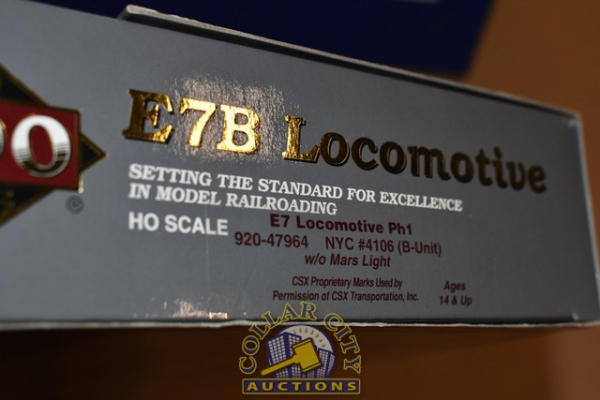 E7B Locomotive
SETTING THE STANDARD FOR EXCELLENCE
IN MODEL RAILROADING
HO SCALE
E7 Locomotive Ph1
920-47964 NYC #4106 (B-Unit)
w/o Mars Light
CSX Proprietary Marks Used by
Permission of CSX Transportation, Inc.
Ages
14 & Up
©
COLLAR CITY
AUCTIONS